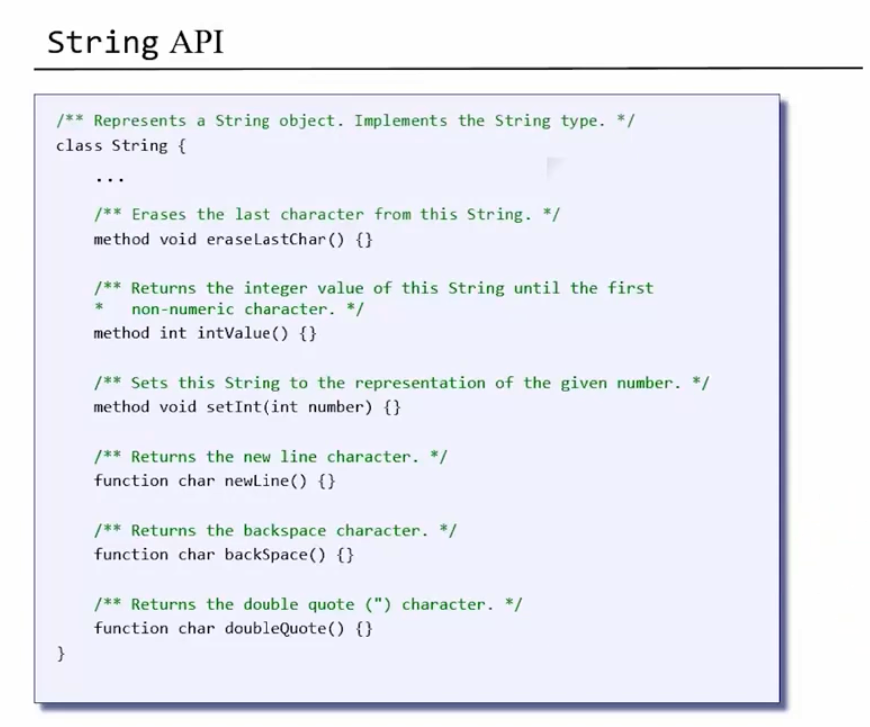 String API
/** Represents a String object. Implements the String type. */
class String {
...
/** Erases the last character from this String. */
method void eraseLastChar() {}
/** Returns the integer value of this String until the first
*   non-numeric character. */
method int intValue() {}
/** Sets this String to the representation of the given number. */
method void setInt(int number) {}
/** Returns the new line character. */
function char newLine() {}
/** Returns the backspace character. */
function char backSpace() {}
/** Returns the double quote (") character. */
function char doubleQuote() {}
}